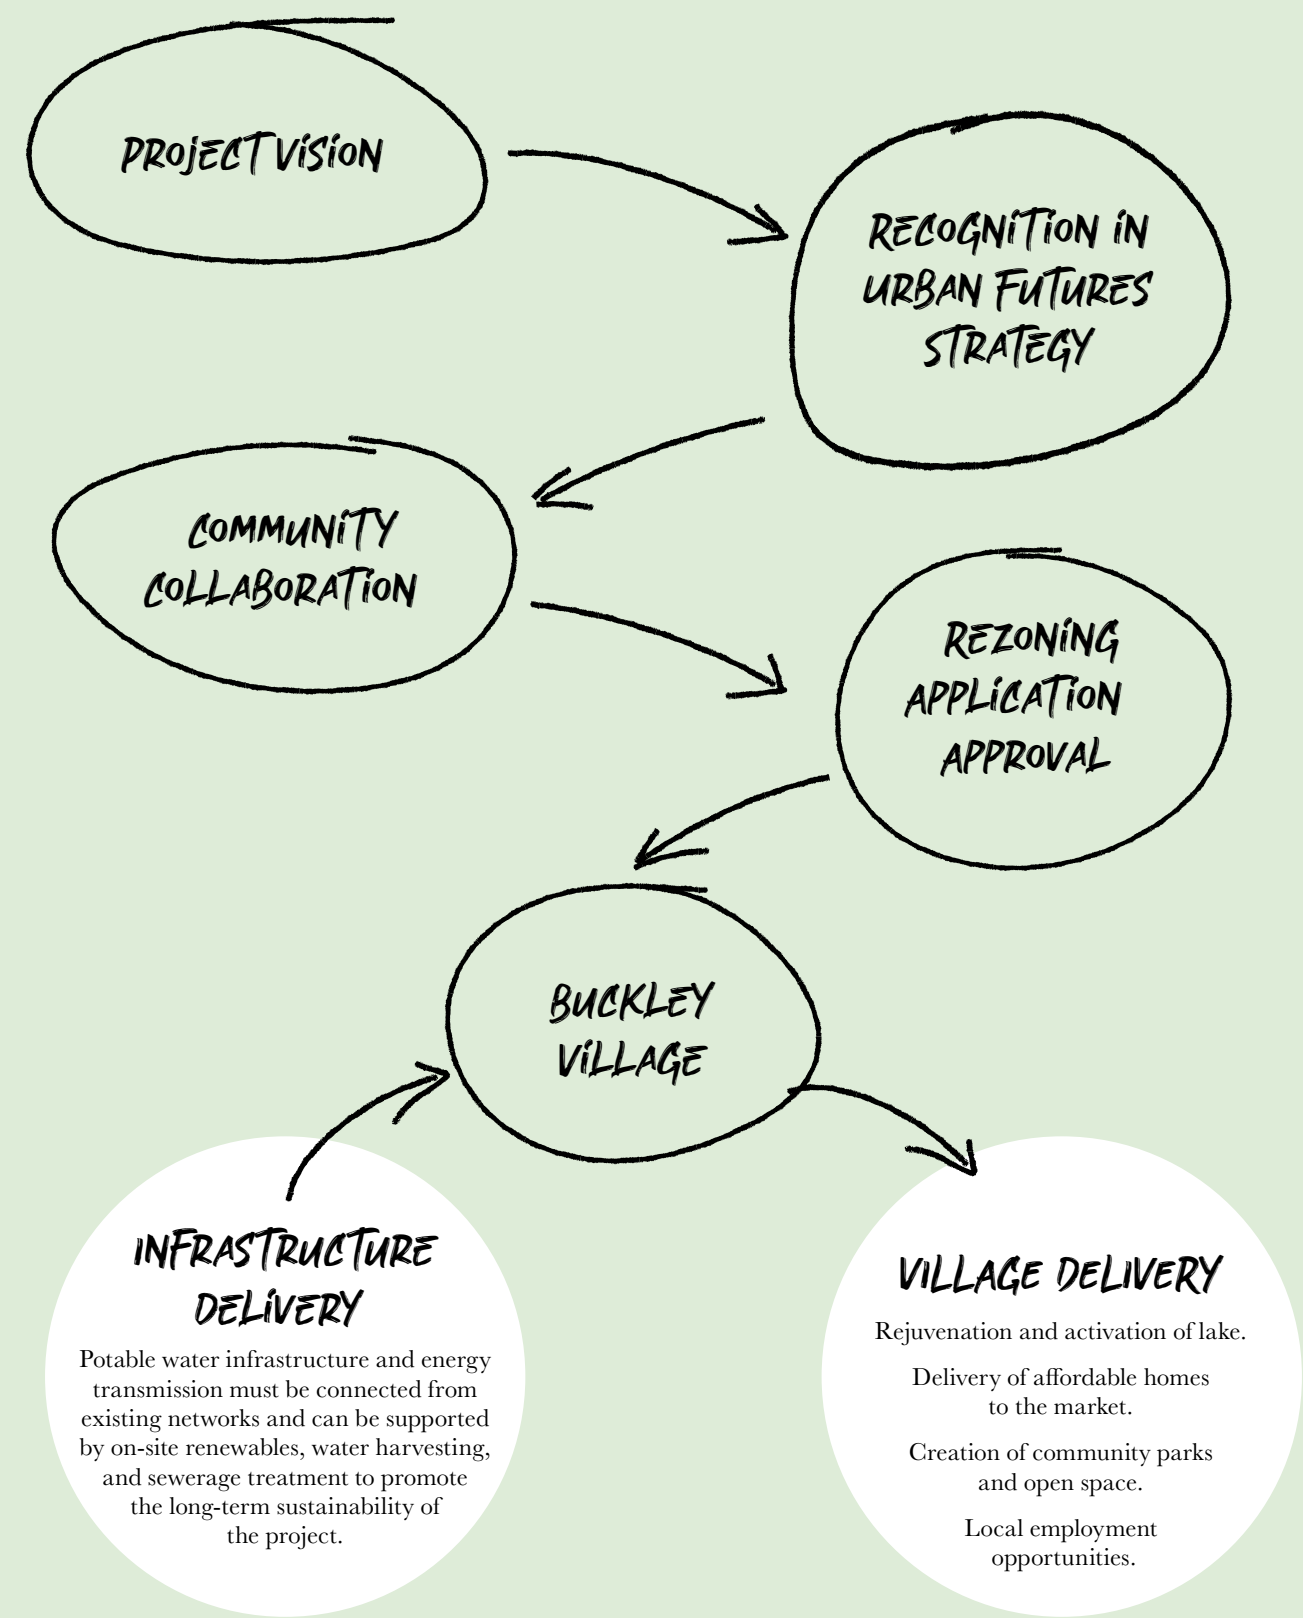 PROJECT VISION
RECOGNITION IN
URBAN FUTURES
STRATEGY
COMMUNITY
COLLABORATION
REZONING
APPLICATION
APPROVAL
BUCKLEY
VILLAGE
INFRASTRUCTURE
DELIVERY
Potable water infrastructure and energy
transmission must be connected from
existing networks and can be supported
by on-site renewables, water harvesting,
and sewerage treatment to promote
the long-term sustainability of
the project.
VILLAGE DELIVERY
Rejuvenation and activation of lake.
Delivery of affordable homes
to the market.
Creation of community parks
and open space.
Local employment
opportunities.